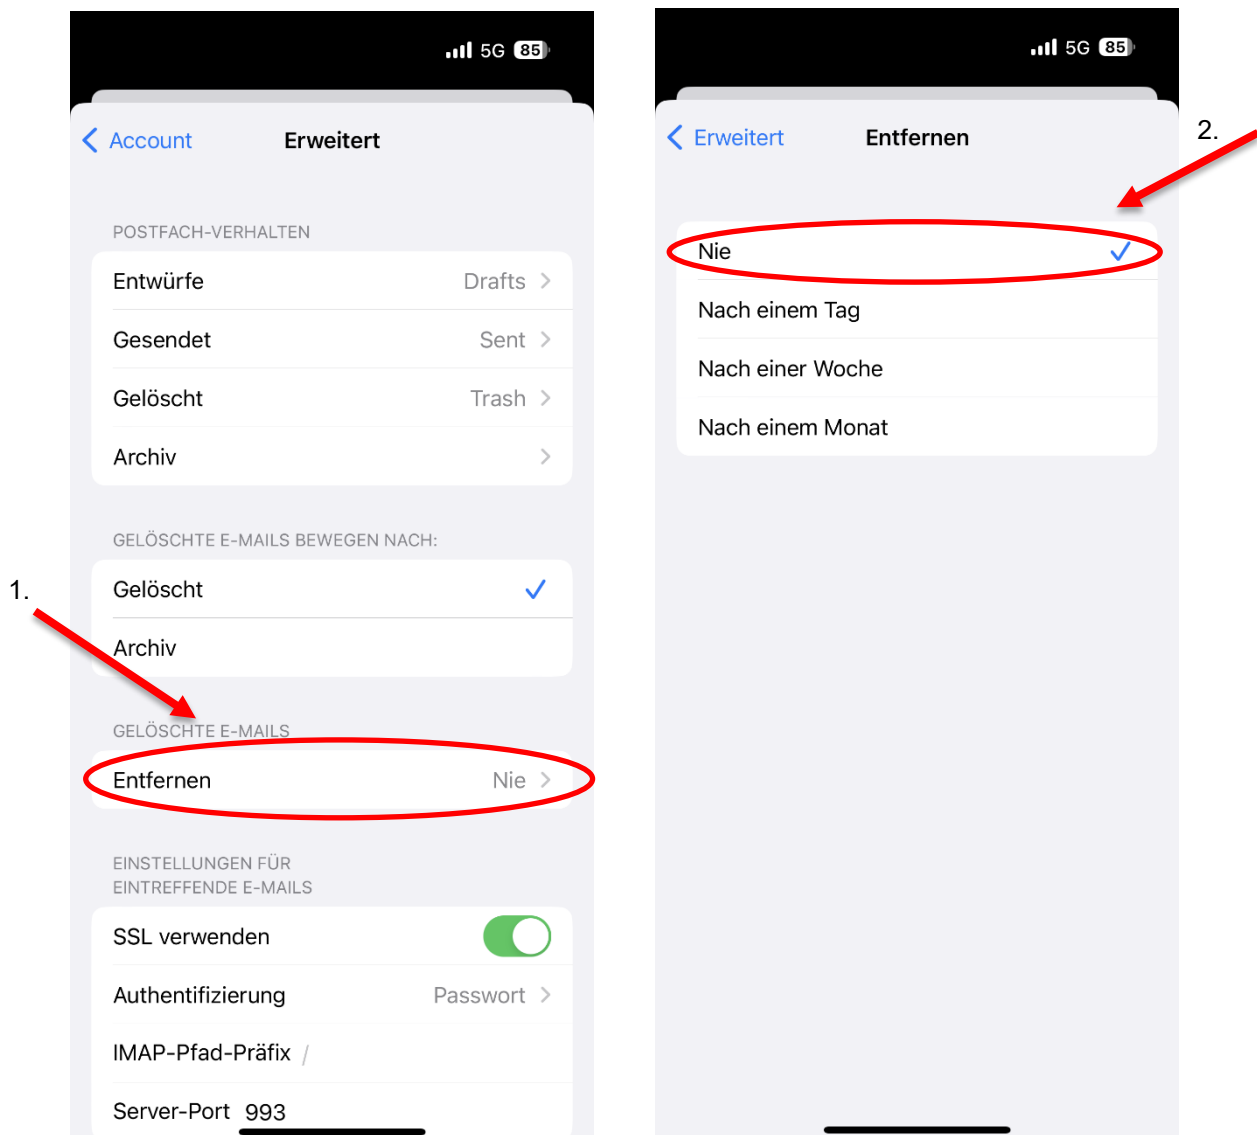 5G 85
Account Erweitert
POSTFACH-VERHALTEN
Entwürfe Drafts
Gesendet Sent
Gelöscht Trash
Archiv
GELÖSCHTE E-MAILS BEWEGEN NACH:
1.
Gelöscht
Archiv
GELÖSCHTE E-MAILS
Entfernen Nie
EINSTELLUNGEN FÜR
EINTREFFENDE E-MAILS
SSL verwenden
Authentifizierung Passwort
IMAP-Pfad-Präfix /
Server-Port 993
5G 85
Erweitert Entfernen
2.
Nie
Nach einem Tag
Nach einer Woche
Nach einem Monat